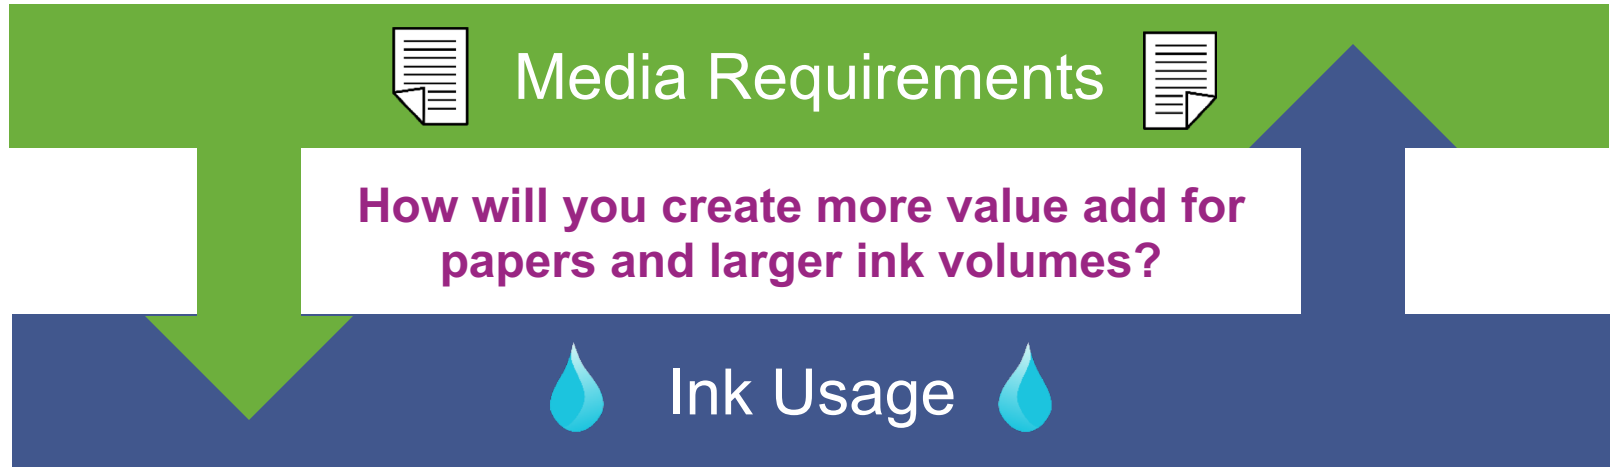 Media Requirements
How will you create more value add for
papers and larger ink volumes?
Ink Usage